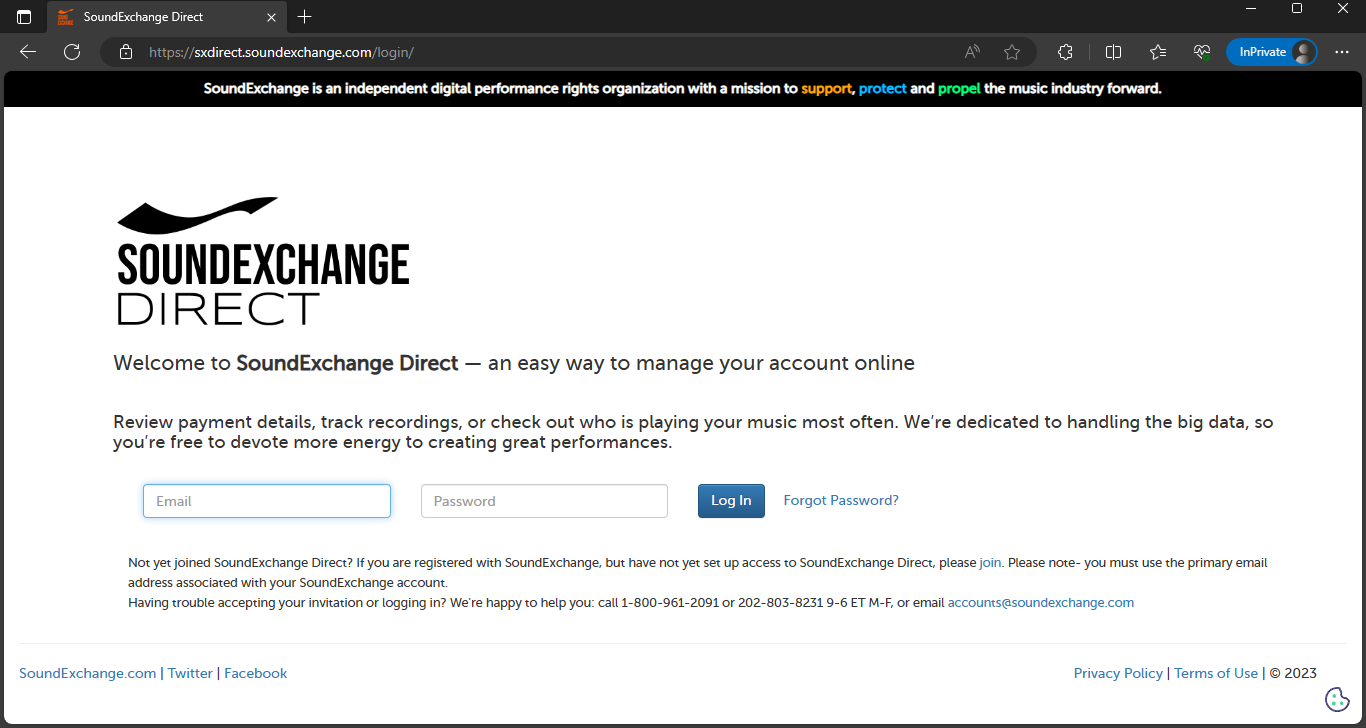 SoundExchange Direct
https://sxdirect.soundexchange.com/login/
InPrivate
SoundExchange is an independent digital performance rights organization with a mission to support, protect and propel the music industry forward.
SOUNDEXCHANGE
DIRECT
Welcome to SoundExchange Direct — an easy way to manage your account online
Review payment details, track recordings, or check out who is playing your music most often. We're dedicated to handling the big data, so
you're free to devote more energy to creating great performances.
Email Password Log In Forgot Password?
Not yet joined SoundExchange Direct? If you are registered with SoundExchange, but have not yet set up access to SoundExchange Direct, please join. Please note- you must use the primary email
address associated with your SoundExchange account.
Having trouble accepting your invitation or logging in? We're happy to help you: call 1-800-961-2091 or 202-803-8231 9-6 ET M-F, or email accounts@soundexchange.com
SoundExchange.com | Twitter | Facebook Privacy Policy | Terms of Use | © 2023